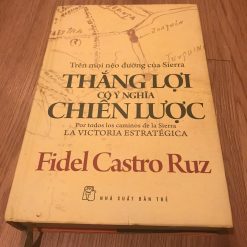 Trên mọi nẻo đường của Sierra
THẮNG LỢI
CÓ Ý NGHĨA
CHIẾN LƯỢC
Por todos los caminos de la Sierra
LA VICTORIA ESTRATÉGICA
Fidel Castro Ruz
NHÀ XUẤT BẢN TRẺ